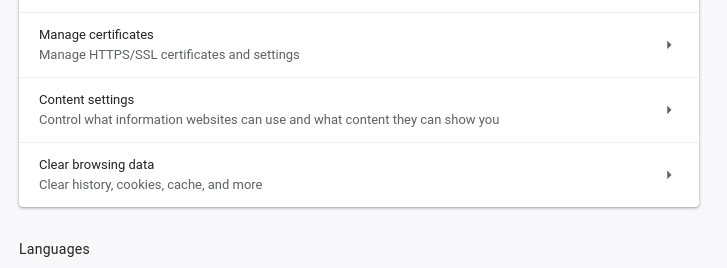 Manage certificates
Manage HTTPS/SSL certificates and settings
Content settings
Control what information websites can use and what content they can show you
Clear browsing data
Clear history, cookies, cache, and more
Languages